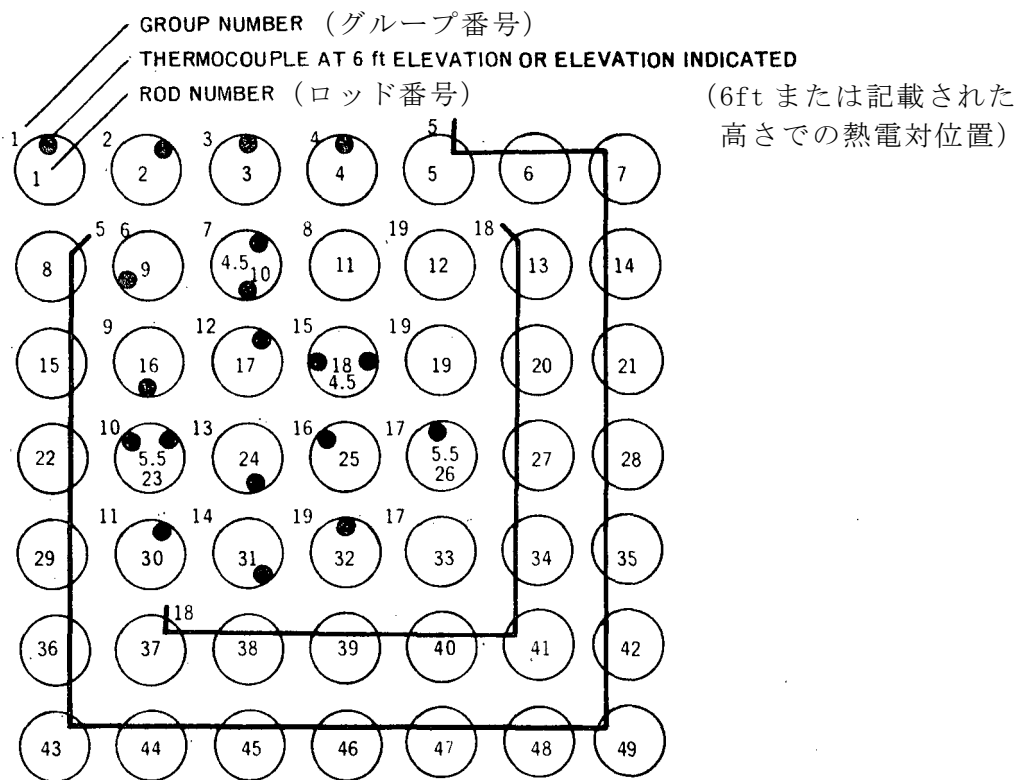 GROUP NUMBER (グループ番号)
THERMOCOUPLE AT 6 ft ELEVATION OR ELEVATION INDICATED
ROD NUMBER (ロッド番号)
(6ft または記載された
高さでの熱電対位置)
1 2 3 4 5
1 2 3 4 5 6 7
5 6 7 8 19 18
8 9 4.5 10 11 12 13 14
9 12 15 19
15 16 17 18 19 20 21
4.5
10 13 16 17
22 5.5 24 25 5.5 27 28
23 26
11 14 19 17
29 30 31 32 33 34 35
18
36 37 38 39 40 41 42
43 44 45 46 47 48 49